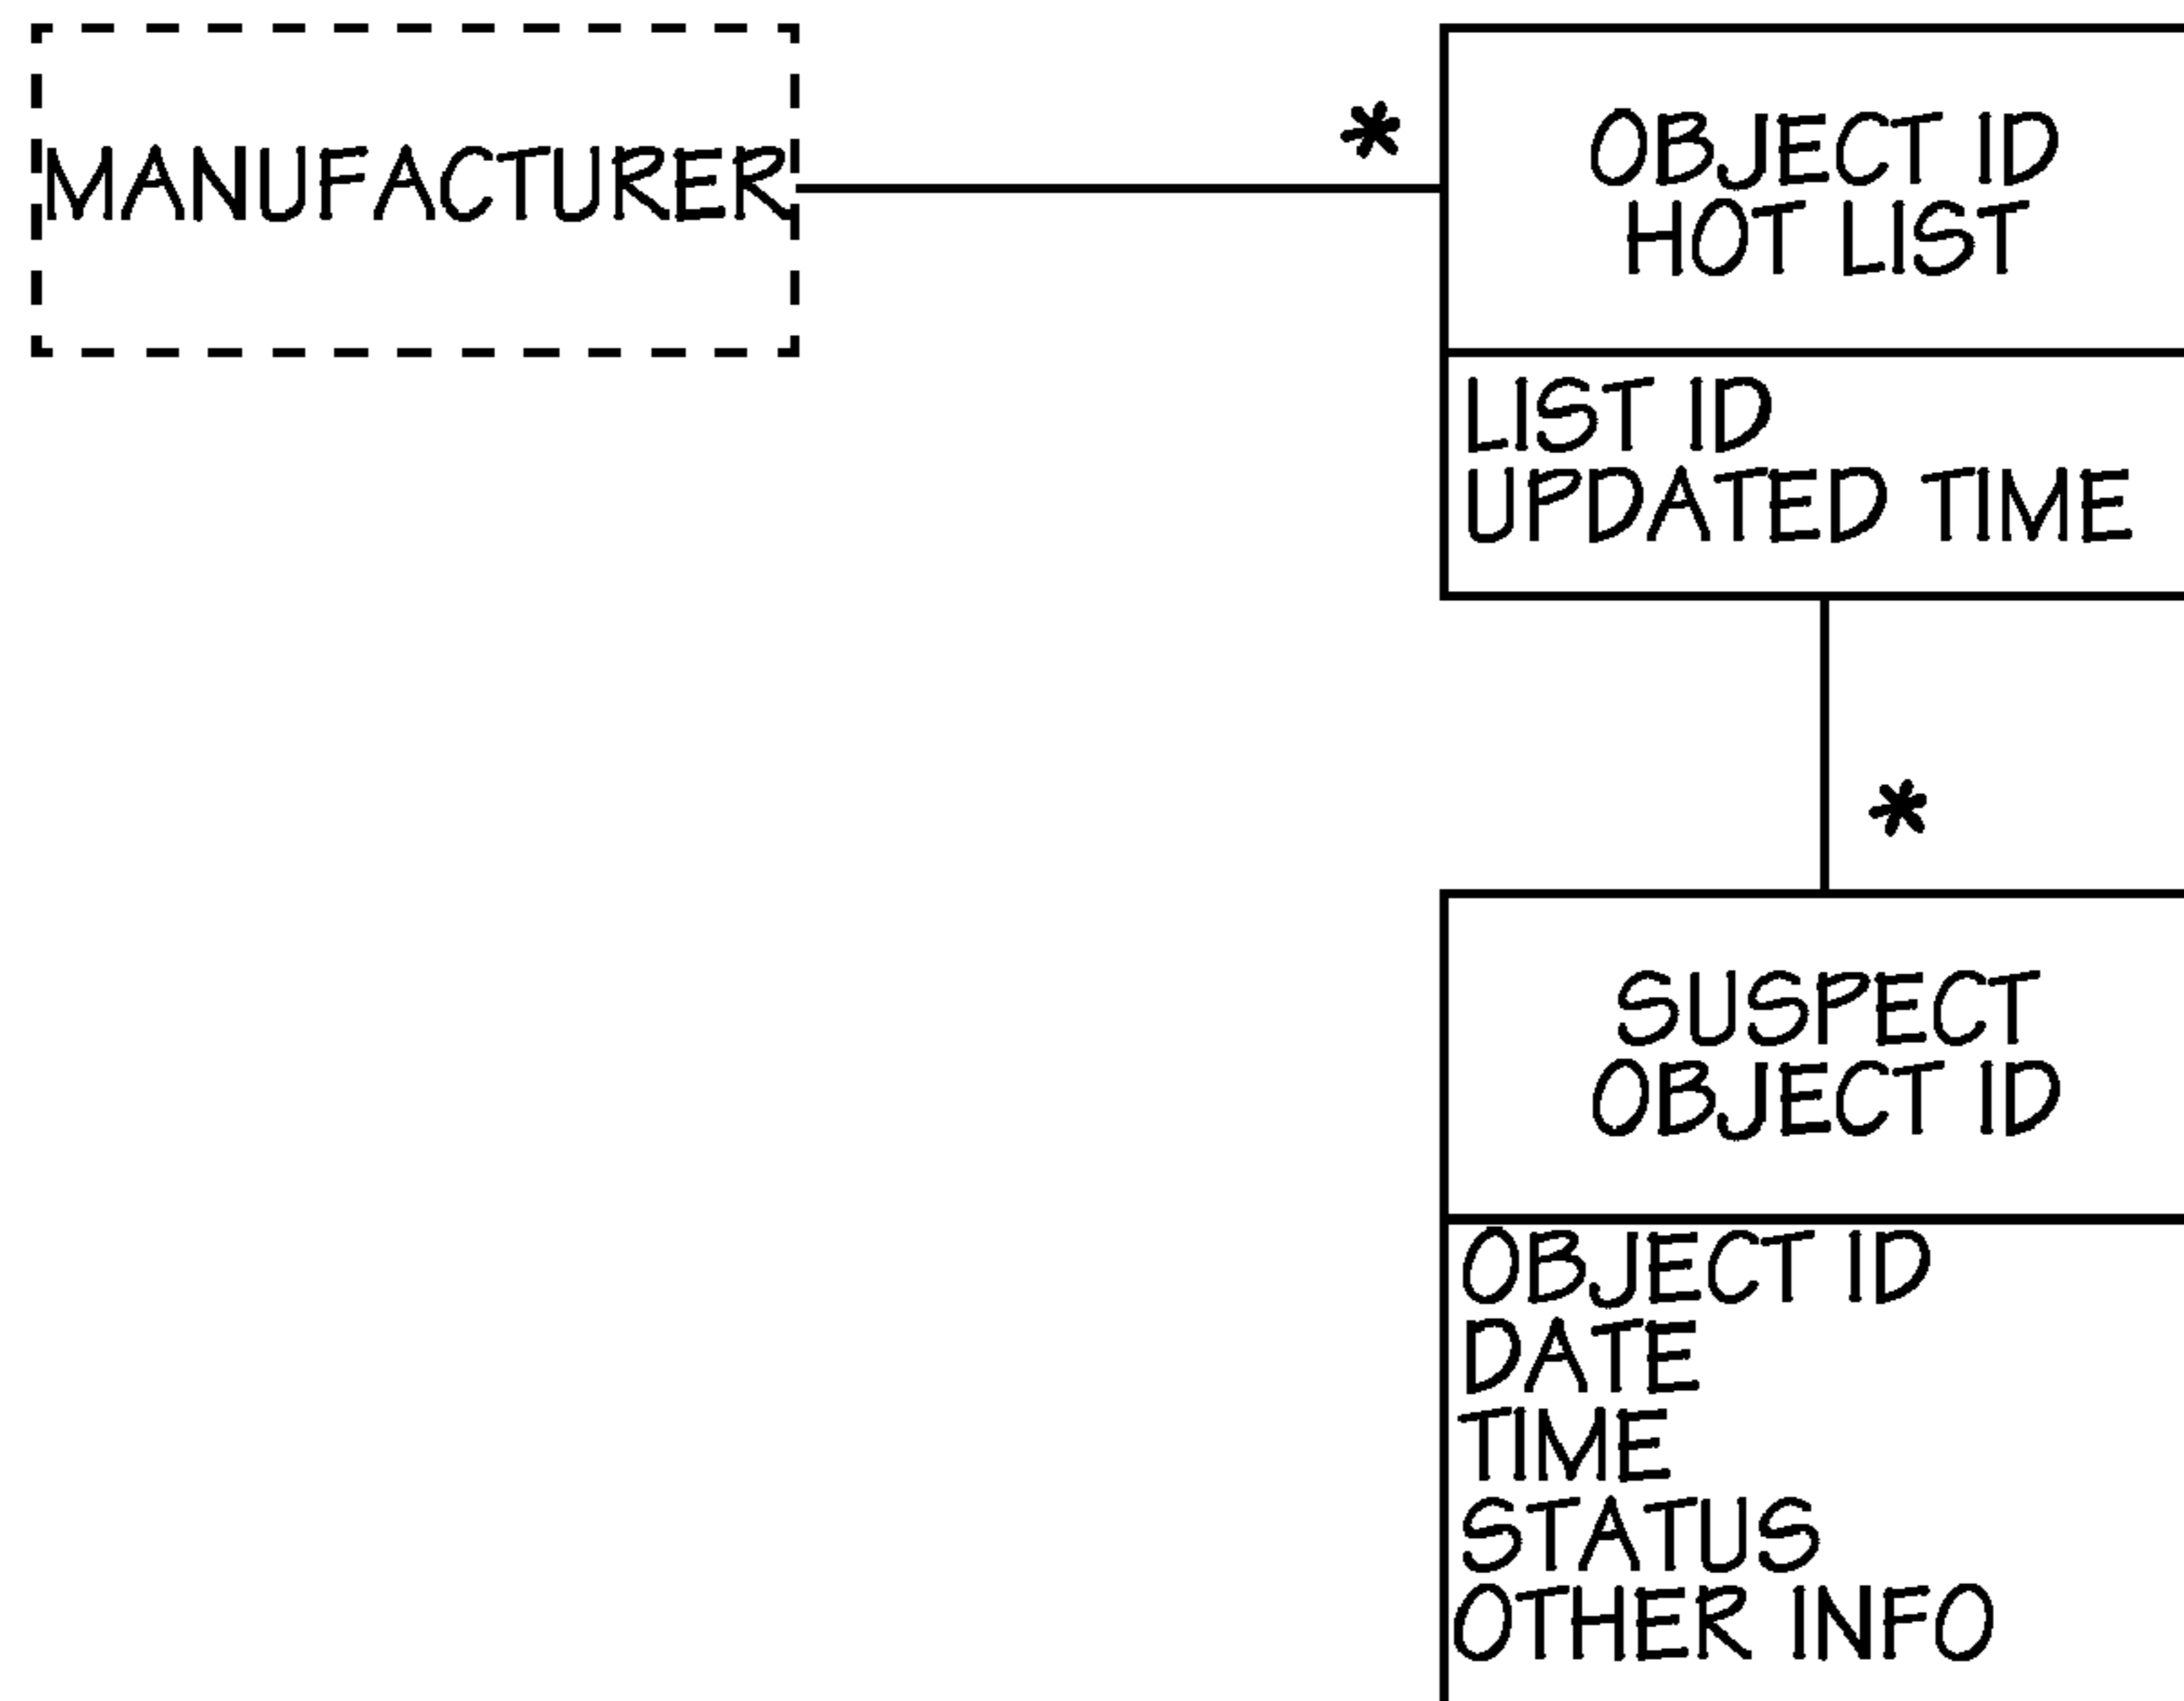 MANUFACTURER
*
OBJECT ID
HOT LIST
LIST ID
UPDATED TIME
*
SUSPECT
OBJECT ID
OBJECT ID
DATE
TIME
STATUS
OTHER INFO